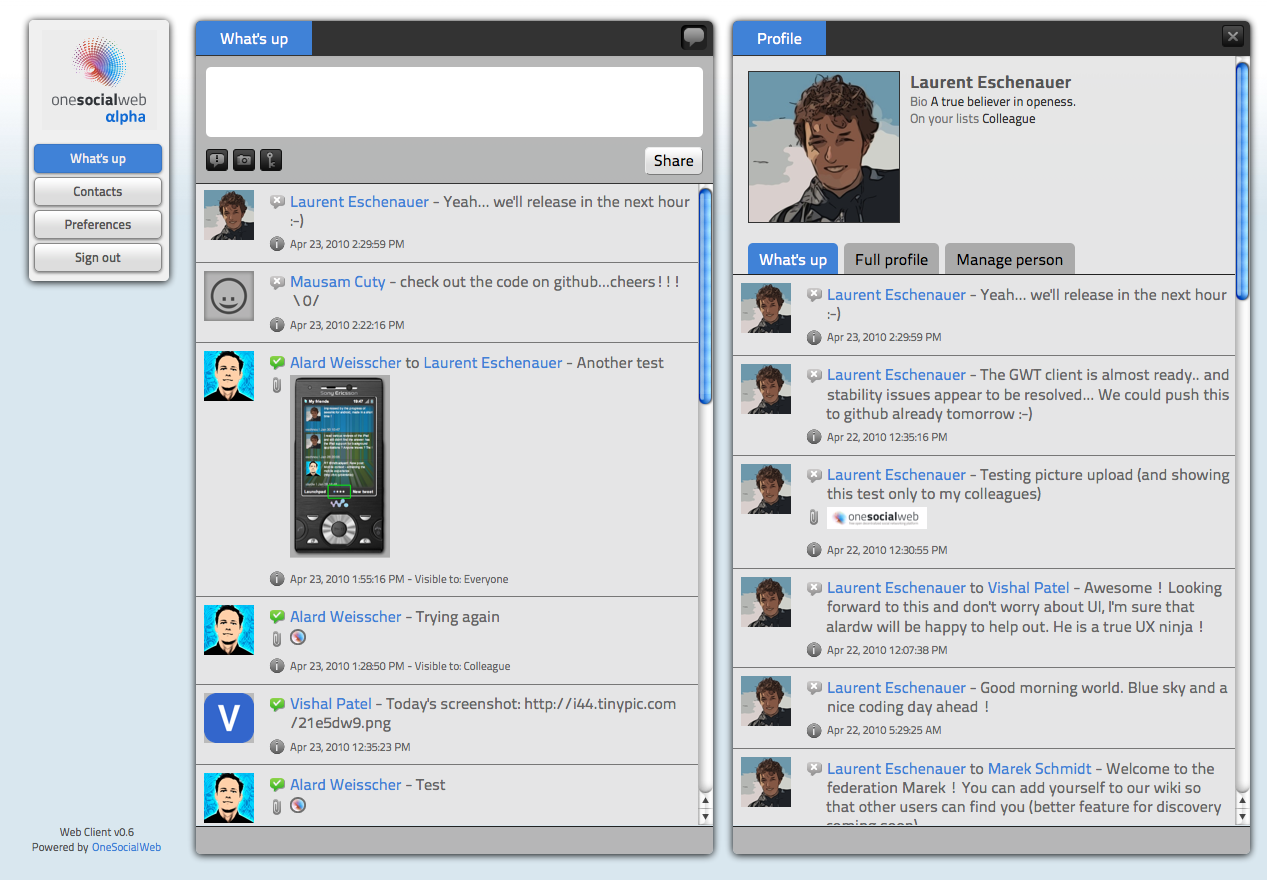 onesocialweb
αlpha
What's up
Contacts
Preferences
Sign out
Web Client v0.6
Powered by OneSocialWeb
What's up
Share
Laurent Eschenauer - Yeah... we'll release in the next hour
:-)
Apr 23, 2010 2:29:59 PM
Mausam Cuty - check out the code on github...cheers!!!
\0/
Apr 23, 2010 2:22:16 PM
Alard Weisscher to Laurent Eschenauer - Another test
Sony Ericsson
My friends
Launchpad
New tweet
Apr 23, 2010 1:55:16 PM - Visible to: Everyone
Alard Weisscher - Trying again
Apr 23, 2010 1:28:50 PM - Visible to: Colleague
V
Vishal Patel - Today's screenshot: http://i44.tinypic.com
/21e5dw9.png
Apr 23, 2010 12:35:23 PM
Alard Weisscher - Test
Profile
Laurent Eschenauer
Bio A true believer in openess.
On your lists Colleague
What's up
Full profile
Manage person
Laurent Eschenauer - Yeah... we'll release in the next hour
:-)
Apr 23, 2010 2:29:59 PM
Laurent Eschenauer - The GWT client is almost ready.. and
stability issues appear to be resolved... We could push this
to github already tomorrow :-)
Apr 22, 2010 12:35:16 PM
Laurent Eschenauer - Testing picture upload (and showing
this test only to my colleagues)
onesocialweb
Apr 22, 2010 12:30:55 PM
Laurent Eschenauer to Vishal Patel - Awesome ! Looking
forward to this and don't worry about UI, I'm sure that
alardw will be happy to help out. He is a true UX ninja !
Apr 22, 2010 12:07:38 PM
Laurent Eschenauer - Good morning world. Blue sky and a
nice coding day ahead !
Apr 22, 2010 5:29:25 AM
Laurent Eschenauer to Marek Schmidt - Welcome to the
federation Marek ! You can add yourself to our wiki so
that other users can find you (better feature for discovery
coming soon)